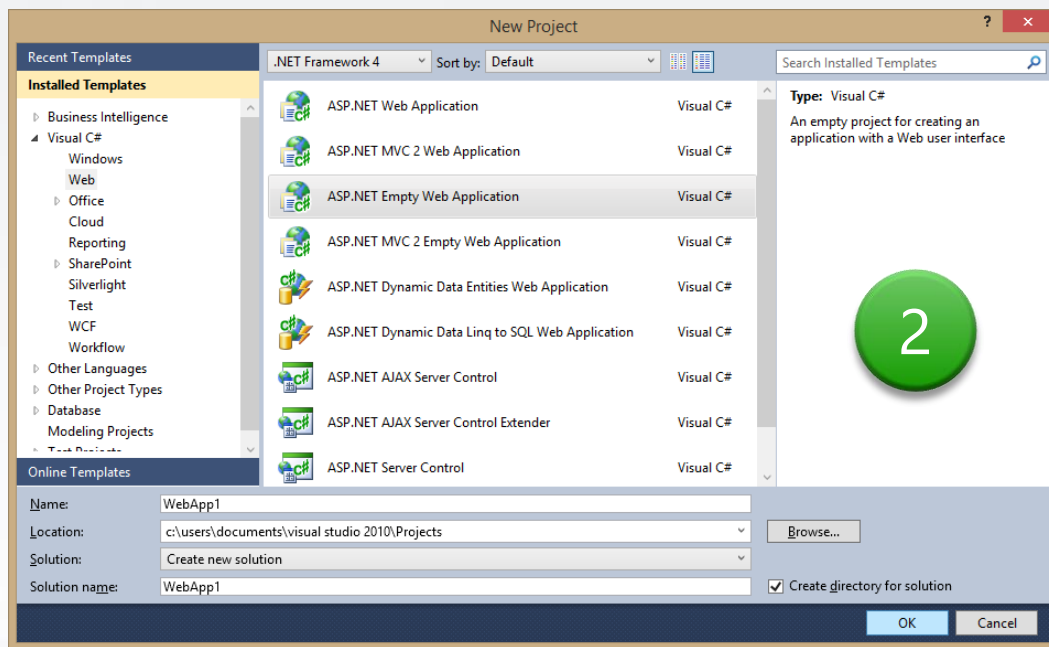 New Project
?
Recent Templates
.NET Framework 4
Sort by:
Default
Search Installed Templates
Installed Templates
Business Intelligence
Visual C#
Windows
Web
Office
Cloud
Reporting
SharePoint
Silverlight
Test
WCF
Workflow
Other Languages
Other Project Types
Database
Modeling Projects
Test Projects
Online Templates
ASP.NET Web Application Visual C#
ASP.NET MVC 2 Web Application Visual C#
ASP.NET Empty Web Application Visual C#
ASP.NET MVC 2 Empty Web Application Visual C#
ASP.NET Dynamic Data Entities Web Application Visual C#
ASP.NET Dynamic Data Linq to SQL Web Application Visual C#
ASP.NET AJAX Server Control Visual C#
ASP.NET AJAX Server Control Extender Visual C#
ASP.NET Server Control Visual C#
Type: Visual C#
An empty project for creating an
application with a Web user interface
2
Name: WebApp1
Location: c:\users\documents\visual studio 2010\Projects
Browse...
Solution: Create new solution
Solution name: WebApp1
Create directory for solution
OK
Cancel